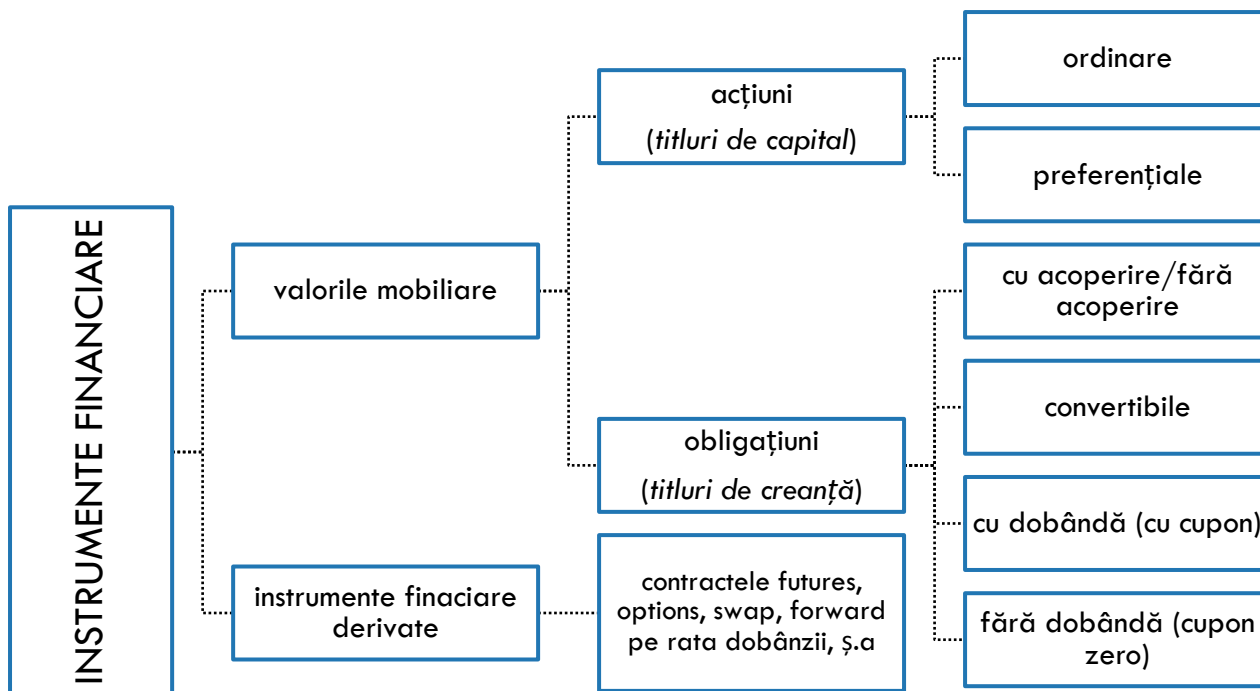 INSTRUMENTE FINANCIARE
valorile mobiliare
instrumente finaciare
derivate
acțiuni
(titluri de capital)
obligațiuni
(titluri de creanță)
contractele futures,
options, swap, forward
pe rata dobânzii, ș.a
ordinare
preferențiale
cu acoperire/fără
acoperire
convertibile
cu dobândă (cu cupon)
fără dobândă (cupon
zero)